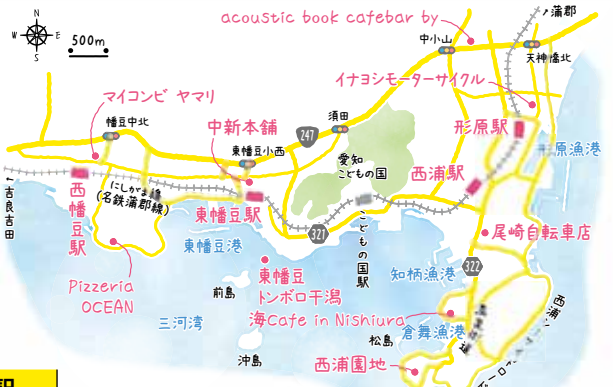 acoustic book cafebar by
↗蒲郡
中小山
天神橋北
N
W E
S
500m
イナヨシモーターサイクル
マイコンビ ヤマリ
幡豆中北
中新本舗
247
須田
形原駅
東幡豆小西
愛知
こどもの国
西浦駅
形原漁港
←吉良吉田
西幡豆駅
にしがま線
(名鉄蒲郡線)
東幡豆駅
321
こどもの国駅
尾崎自転車店
東幡豆港
322
Pizzeria
OCEAN
前島
東幡豆
トンボロ干潟
知柄漁港
海Cafe in Nishiura
倉舞漁港
三河湾
松島
沖島
西浦園地